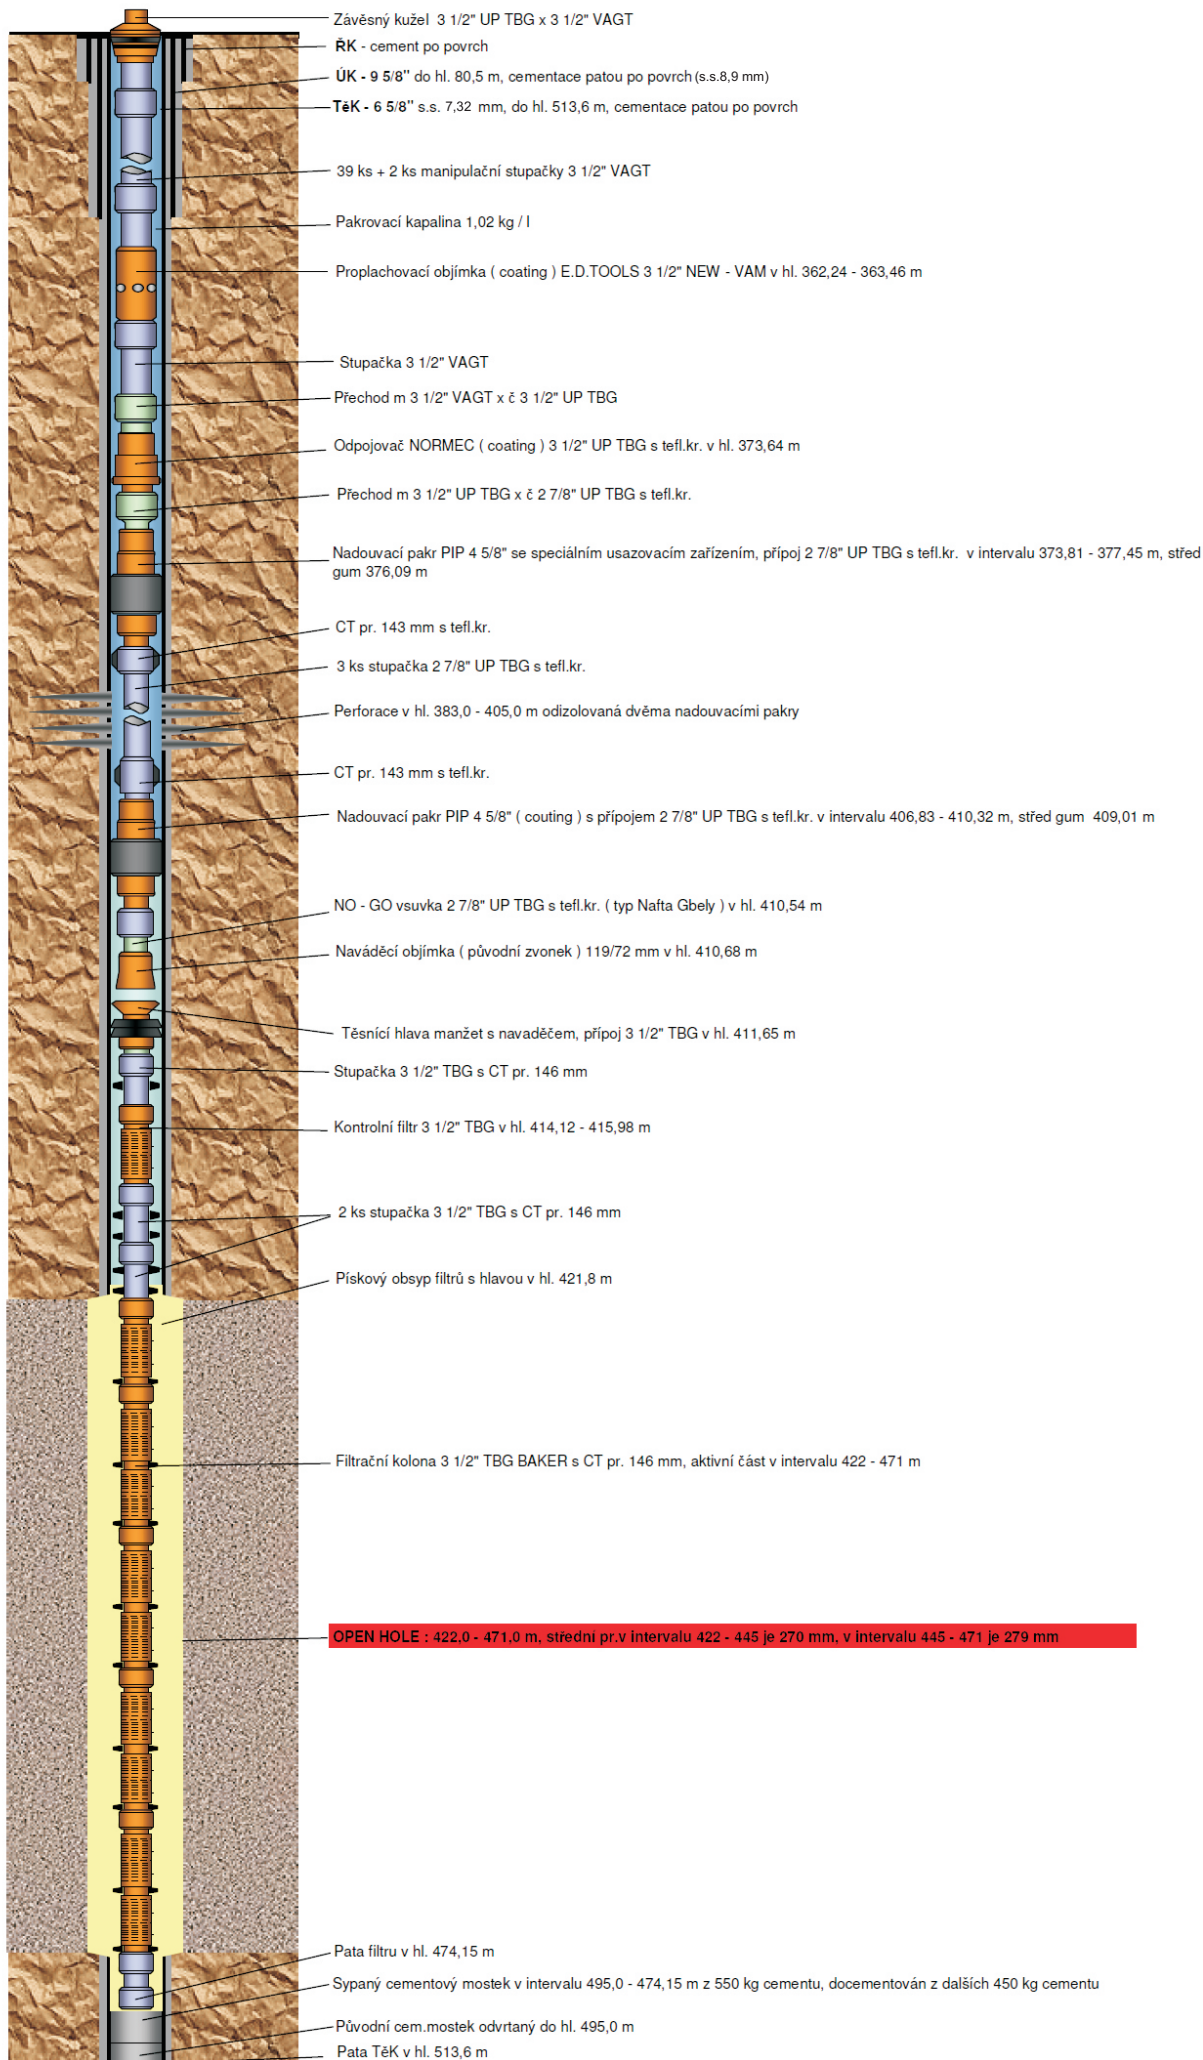 Závěsný kužel 3 1/2" UP TBG x 3 1/2" VAGT
ŘK - cement po povrch
ÚK - 9 5/8" do hl. 80,5 m, cementace patou po povrch (s.s.8,9 mm)
TěK - 6 5/8" s.s. 7,32 mm, do hl. 513,6 m, cementace patou po povrch
39 ks + 2 ks manipulační stupačky 3 1/2" VAGT
Pakrovací kapalina 1,02 kg / l
Proplachovací objímka ( coating ) E.D.TOOLS 3 1/2" NEW - VAM v hl. 362,24 - 363,46 m
Stupačka 3 1/2" VAGT
Přechod m 3 1/2" VAGT x č 3 1/2" UP TBG
Odpojovač NORMEC ( coating ) 3 1/2" UP TBG s tefl.kr. v hl. 373,64 m
Přechod m 3 1/2" UP TBG x č 2 7/8" UP TBG s tefl.kr.
Nadouvací pakr PIP 4 5/8" se speciálním usazovacím zařízením, přípoj 2 7/8" UP TBG s tefl.kr. v intervalu 373,81 - 377,45 m, střed
gum 376,09 m
CT pr. 143 mm s tefl.kr.
3 ks stupačka 2 7/8" UP TBG s tefl.kr.
Perforace v hl. 383,0 - 405,0 m odizolovaná dvěma nadouvacími pakry
CT pr. 143 mm s tefl.kr.
Nadouvací pakr PIP 4 5/8" ( couting ) s přípojem 2 7/8" UP TBG s tefl.kr. v intervalu 406,83 - 410,32 m, střed gum 409,01 m
NO - GO vsuvka 2 7/8" UP TBG s tefl.kr. ( typ Nafta Gbely ) v hl. 410,54 m
Naváděcí objímka ( původní zvonek ) 119/72 mm v hl. 410,68 m
Těsnící hlava manžet s navaděčem, přípoj 3 1/2" TBG v hl. 411,65 m
Stupačka 3 1/2" TBG s CT pr. 146 mm
Kontrolní filtr 3 1/2" TBG v hl. 414,12 - 415,98 m
2 ks stupačka 3 1/2" TBG s CT pr. 146 mm
Pískový obsyp filtrů s hlavou v hl. 421,8 m
Filtrační kolona 3 1/2" TBG BAKER s CT pr. 146 mm, aktivní část v intervalu 422 - 471 m
OPEN HOLE : 422,0 - 471,0 m, střední pr.v intervalu 422 - 445 je 270 mm, v intervalu 445 - 471 je 279 mm
Pata filtru v hl. 474,15 m
Sypaný cementový mostek v intervalu 495,0 - 474,15 m z 550 kg cementu, docementován z dalších 450 kg cementu
Původní cem.mostek odvrtaný do hl. 495,0 m
Pata TěK v hl. 513,6 m